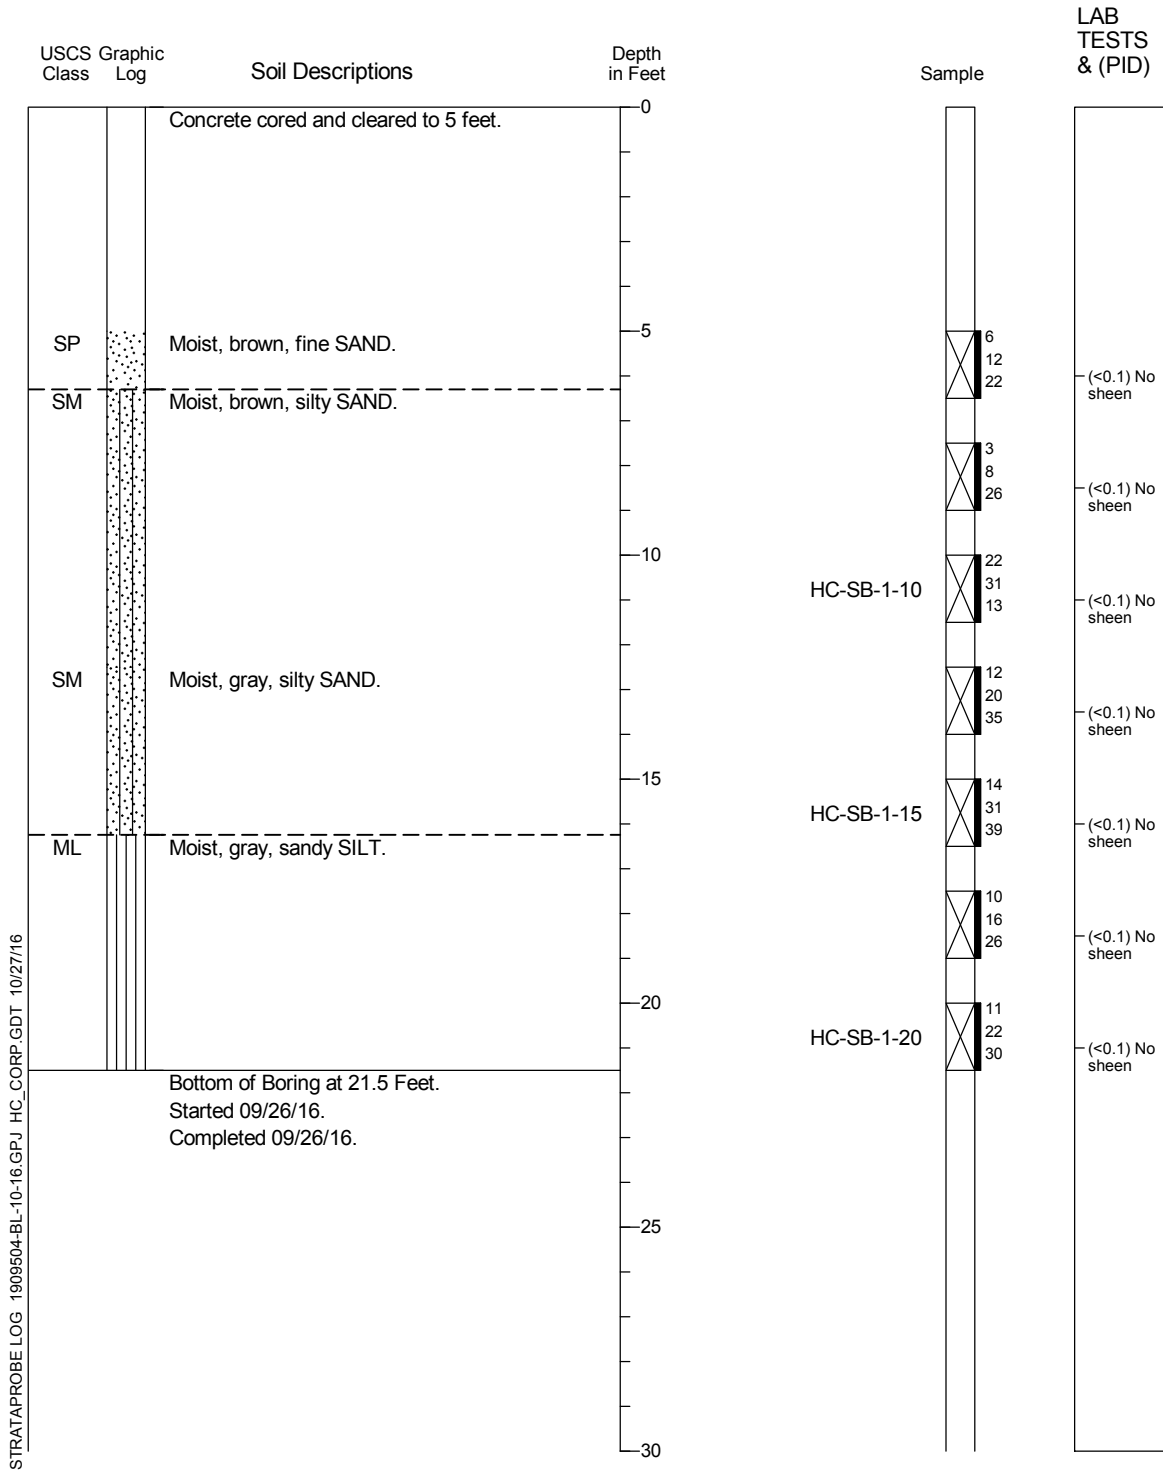 USCS Class
Graphic Log
Soil Descriptions
Depth in Feet
Sample
LAB TESTS & (PID)
0
Concrete cored and cleared to 5 feet.
5
SP
Moist, brown, fine SAND.
6
12
22
(<0.1) No
sheen
SM
Moist, brown, silty SAND.
3
8
26
(<0.1) No
sheen
10
HC-SB-1-10
22
31
13
(<0.1) No
sheen
SM
Moist, gray, silty SAND.
12
20
35
(<0.1) No
sheen
15
HC-SB-1-15
14
31
39
(<0.1) No
sheen
ML
Moist, gray, sandy SILT.
10
16
26
(<0.1) No
sheen
20
HC-SB-1-20
11
22
30
(<0.1) No
sheen
Bottom of Boring at 21.5 Feet.
Started 09/26/16.
Completed 09/26/16.
25
30
STRATAPROBE LOG 1909504-BL-10-16.GPJ HC_CORP.GDT 10/27/16